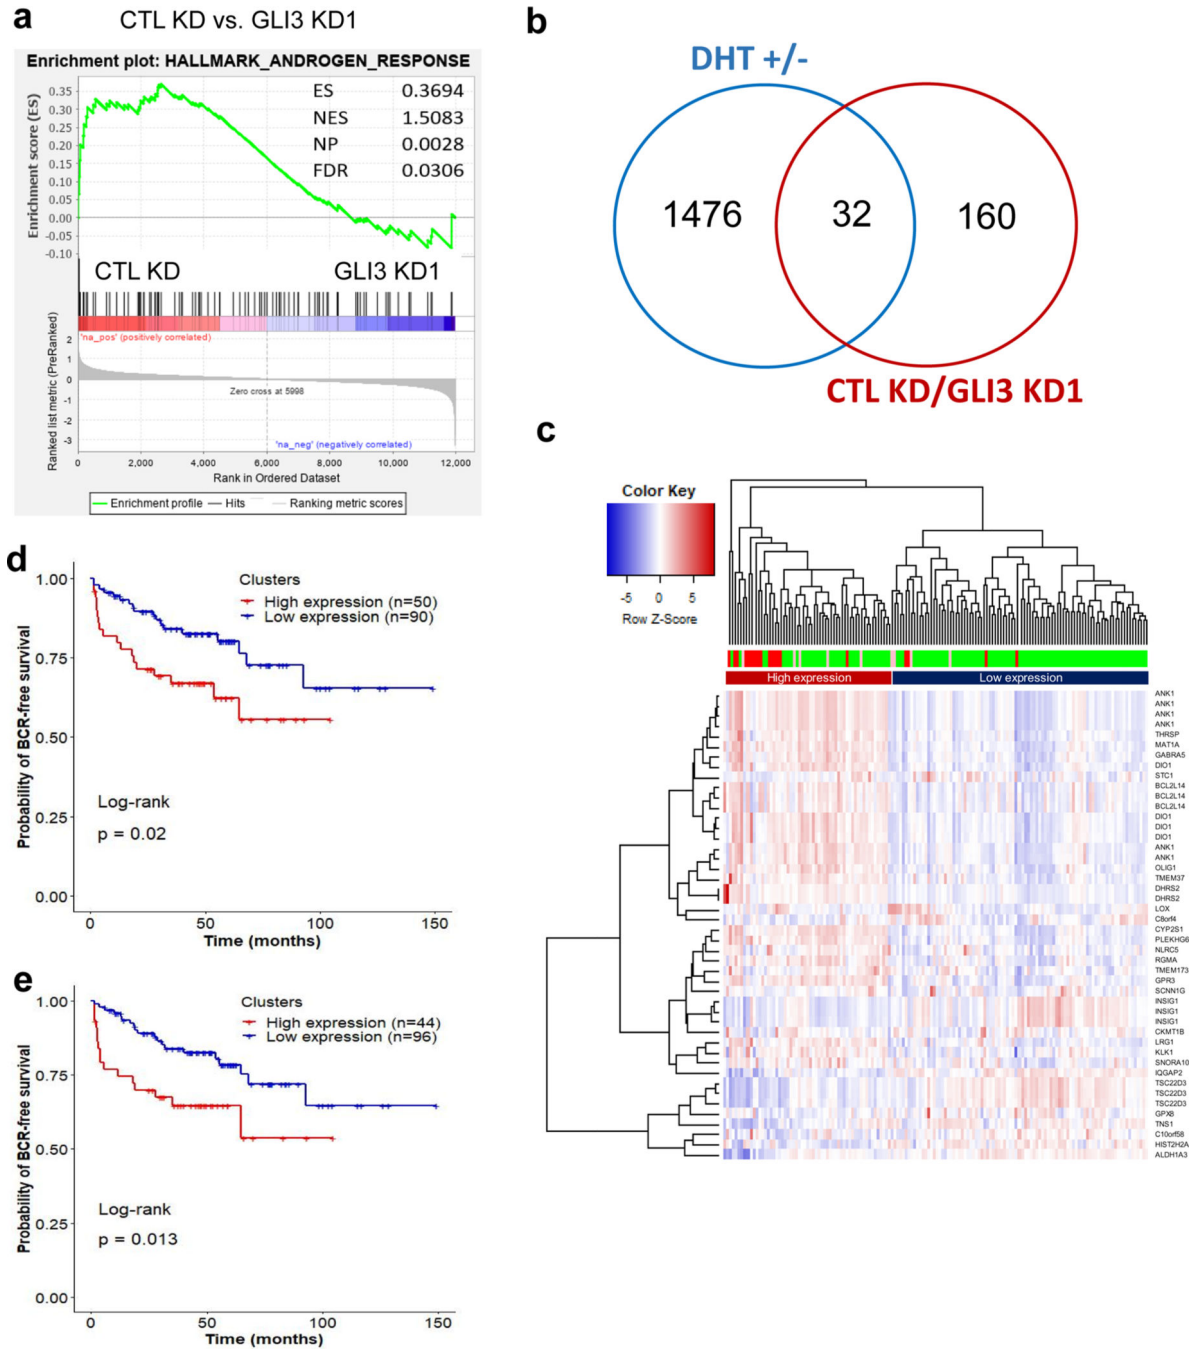 a
CTL KD vs. GLI3 KD1
Enrichment plot: HALLMARK_ANDROGEN_RESPONSE
Enrichment score (ES)
0.35
0.30
0.25
0.20
0.15
0.10
0.05
0.00
-0.05
-0.10
ES 0.3694
NES 1.5083
NP 0.0028
FDR 0.0306
CTL KD GLI3 KD1
'na_pos' (positively correlated)
Ranked list metric (PreRanked)
2
1
0
-1
-2
-3
Zero cross at 5998
'na_neg' (negatively correlated)
0 2,000 4,000 6,000 8,000 10,000 12,000
Rank in Ordered Dataset
Enrichment profile Hits Ranking metric scores
b
DHT +/-
1476 32 160
CTL KD/GLI3 KD1
c
Color Key
-5 0 5
Row Z-Score
High expression Low expression
ANK1
ANK1
ANK1
ANK1
THRSP
MAT1A
GABRA5
DIO1
STC1
BCL2L14
BCL2L14
BCL2L14
DIO1
DIO1
DIO1
ANK1
ANK1
OLIG1
TMEM37
DHRS2
DHRS2
LOX
C8orf4
CYP2S1
PLEKHG6
NLRC5
RGMA
TMEM173
GPR3
SCNN1G
INSIG1
INSIG1
INSIG1
CKMT1B
LRG1
KLK1
SNORA10
IQGAP2
TSC22D3
TSC22D3
TSC22D3
GPX8
TNS1
C10orf58
HIST2H2A
ALDH1A3
d
Probability of BCR-free survival
1.00
0.75
0.50
0.25
0.00
Clusters
High expression (n=50)
Low expression (n=90)
Log-rank
p = 0.02
0 50 100 150
Time (months)
e
Probability of BCR-free survival
1.00
0.75
0.50
0.25
0.00
Clusters
High expression (n=44)
Low expression (n=96)
Log-rank
p = 0.013
0 50 100 150
Time (months)